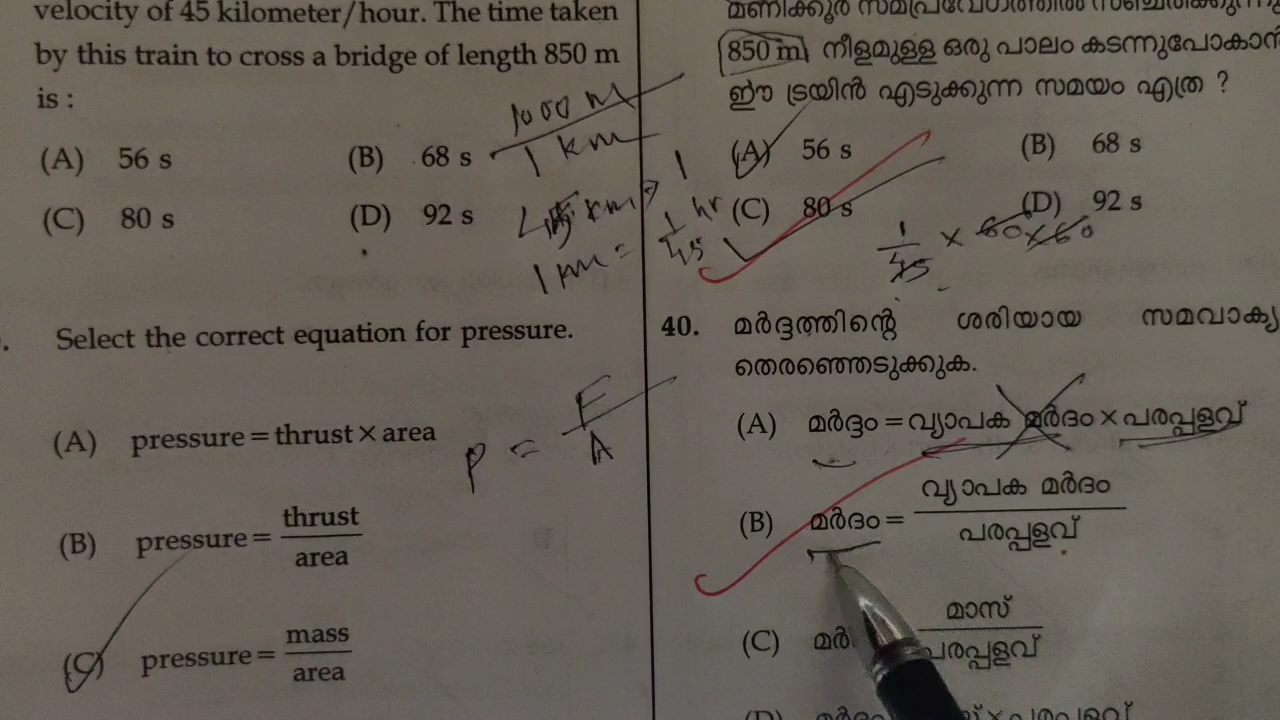 velocity of 45 kilometer/hour. The time taken
by this train to cross a bridge of length 850 m
is :
(A) 56 s (B) 68 s
(C) 80 s (D) 92 s
1000 m
1 km
45 km → 1
1 km = 1/45 hr
Select the correct equation for pressure.
(A) pressure = thrust × area
P = F/A
(B) pressure = thrust/area
(C) pressure = mass/area
850 m നീളമുള്ള ഒരു പാലം കടന്നുപോകാൻ
ഈ ട്രയിൻ എടുക്കുന്ന സമയം എത്ര ?
(A) 56 s (B) 68 s
(C) 80 s (D) 92 s
1/45 × 60 × 60
40. മർദ്ദത്തിന്റെ ശരിയായ സമവാക്യ
തെരഞ്ഞെടുക്കുക.
(A) മർദ്ദം = വ്യാപക മർദം × പരപ്പളവ്
(B) മർദം = വ്യാപക മർദം/പരപ്പളവ്
(C) മർ മാസ്/പരപ്പളവ്